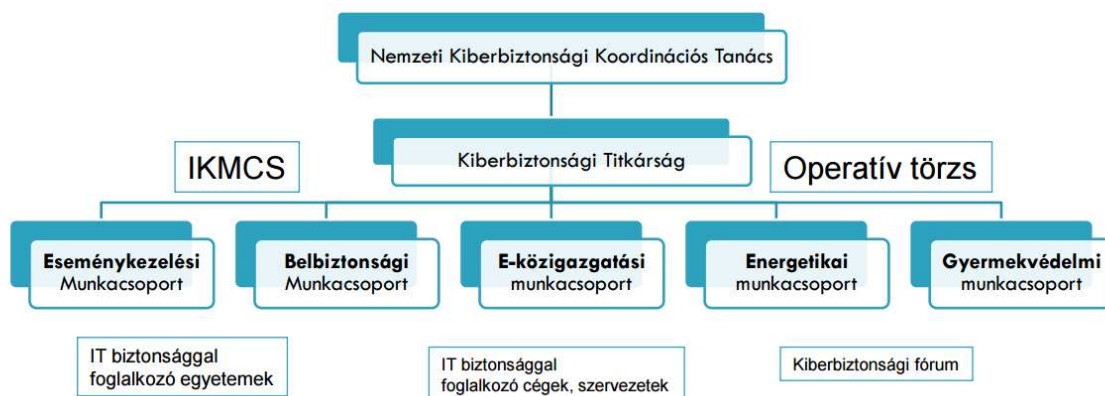 Nemzeti Kiberbiztonsági Koordinációs Tanács
IKMCS
Kiberbiztonsági Titkárság
Operatív törzs
Eseménykezelési
Munkacsoport
Belbiztonsági
Munkacsoport
E-közigazgatási
munkacsoport
Energetikai
munkacsoport
Gyermekvédelmi
munkacsoport
IT biztonsággal
foglalkozó egyetemek
IT biztonsággal
foglalkozó cégek, szervezetek
Kiberbiztonsági fórum